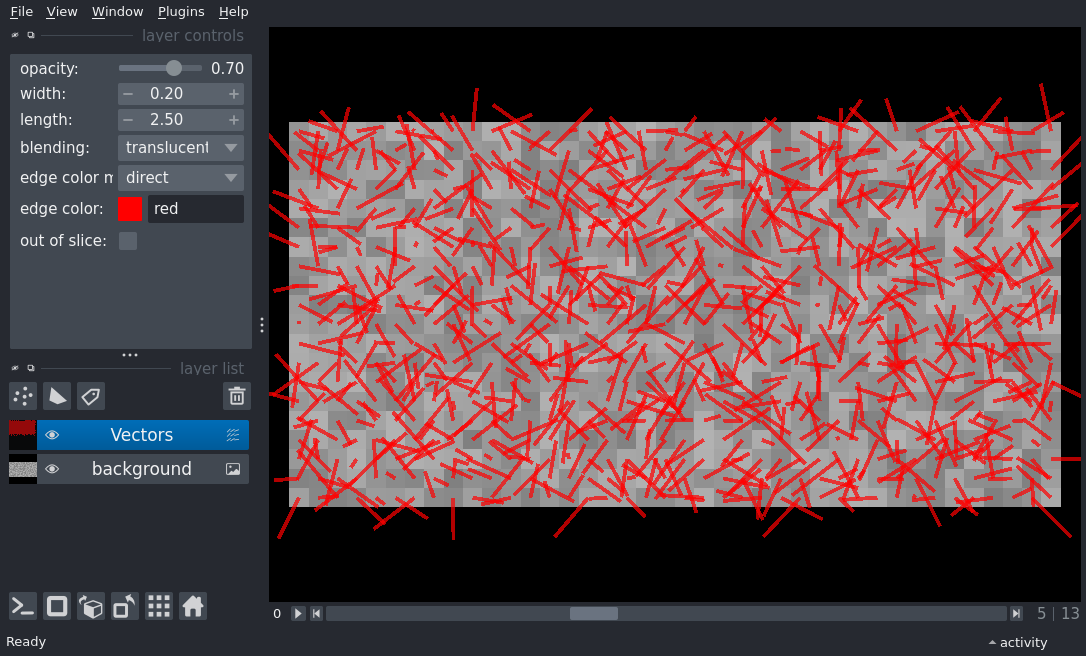 File View Window Plugins Help
layer controls
opacity: 0.70
width: − 0.20 +
length: − 2.50 +
blending: translucent
edge color m direct
edge color: red
out of slice:
layer list
Vectors
background
0 5 | 13
Ready activity